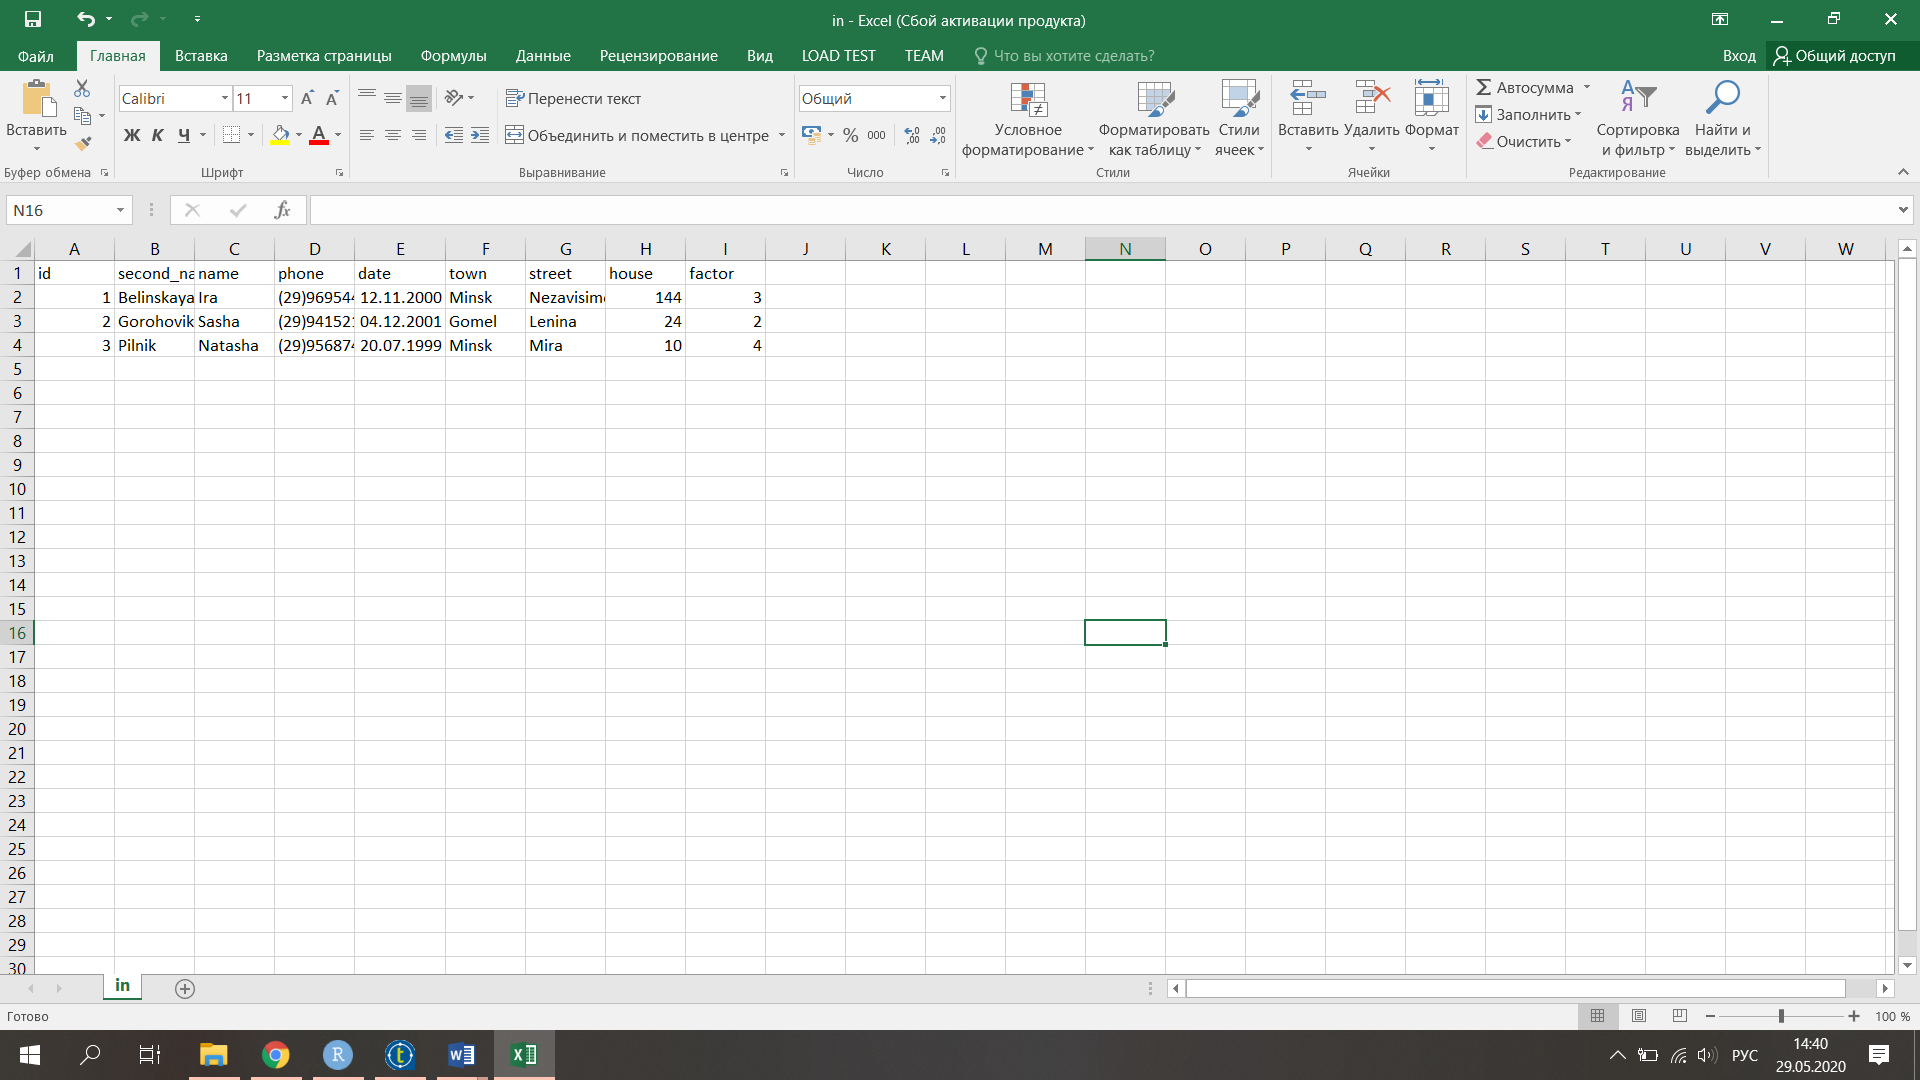 in - Excel (Сбой активации продукта)
Файл Главная Вставка Разметка страницы Формулы Данные Рецензирование Вид LOAD TEST TEAM Что вы хотите сделать? Вход Общий доступ
Вставить
Calibri 11
Ж К Ч
Перенести текст
Объединить и поместить в центре
Общий
% 000
Условное форматирование
Форматировать как таблицу
Стили ячеек
Вставить Удалить Формат
Автосумма
Заполнить
Очистить
Сортировка и фильтр
Найти и выделить
Буфер обмена Шрифт Выравнивание Число Стили Ячейки Редактирование
N16 fx
A B C D E F G H I J K L M N O P Q R S T U V W
1 id second_na name phone date town street house factor
2 1 Belinskaya Ira (29)96954 12.11.2000 Minsk Nezavisim 144 3
3 2 Gorohovik Sasha (29)94152 04.12.2001 Gomel Lenina 24 2
4 3 Pilnik Natasha (29)95687 20.07.1999 Minsk Mira 10 4
5
6
7
8
9
10
11
12
13
14
15
16
17
18
19
20
21
22
23
24
25
26
27
28
29
30
in
Готово 100 %
РУС 14:40
29.05.2020